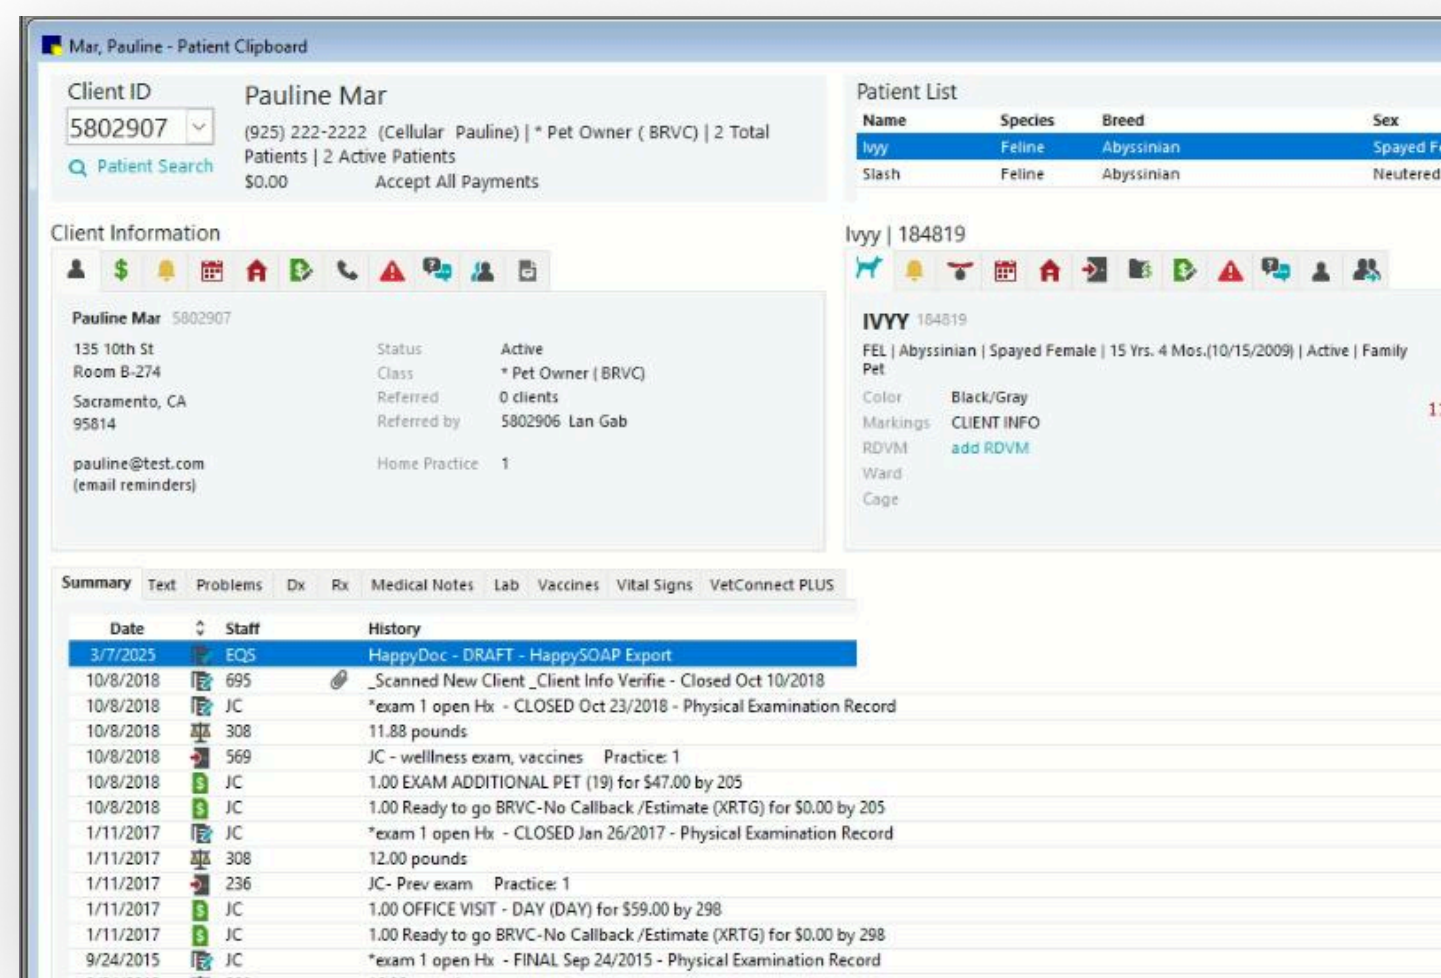 Mar, Pauline - Patient Clipboard
Client ID
5802907
Patient Search
Pauline Mar
(925) 222-2222 (Cellular Pauline) | * Pet Owner ( BRVC) | 2 Total
Patients | 2 Active Patients
$0.00 Accept All Payments
Patient List
Name Species Breed Sex
Ivyy Feline Abyssinian Spayed Fe
Slash Feline Abyssinian Neutered
Client Information
Pauline Mar 5802907
135 10th St
Room B-274
Sacramento, CA
95814
pauline@test.com
(email reminders)
Status Active
Class * Pet Owner ( BRVC)
Referred 0 clients
Referred by 5802906 Lan Gab
Home Practice 1
Ivyy | 184819
IVYY 184819
FEL | Abyssinian | Spayed Female | 15 Yrs. 4 Mos.(10/15/2009) | Active | Family
Pet
Color Black/Gray
Markings CLIENT INFO
RDVM add RDVM
Ward
Cage
Summary Text Problems Dx Rx Medical Notes Lab Vaccines Vital Signs VetConnect PLUS
Date Staff History
3/7/2025 EQS HappyDoc - DRAFT - HappySOAP Export
10/8/2018 695 _Scanned New Client _Client Info Verifie - Closed Oct 10/2018
10/8/2018 JC *exam 1 open Hx - CLOSED Oct 23/2018 - Physical Examination Record
10/8/2018 308 11.88 pounds
10/8/2018 569 JC - welllness exam, vaccines Practice: 1
10/8/2018 JC 1.00 EXAM ADDITIONAL PET (19) for $47.00 by 205
10/8/2018 JC 1.00 Ready to go BRVC-No Callback /Estimate (XRTG) for $0.00 by 205
1/11/2017 JC *exam 1 open Hx - CLOSED Jan 26/2017 - Physical Examination Record
1/11/2017 308 12.00 pounds
1/11/2017 236 JC- Prev exam Practice: 1
1/11/2017 JC 1.00 OFFICE VISIT - DAY (DAY) for $59.00 by 298
1/11/2017 JC 1.00 Ready to go BRVC-No Callback /Estimate (XRTG) for $0.00 by 298
9/24/2015 JC *exam 1 open Hx - FINAL Sep 24/2015 - Physical Examination Record